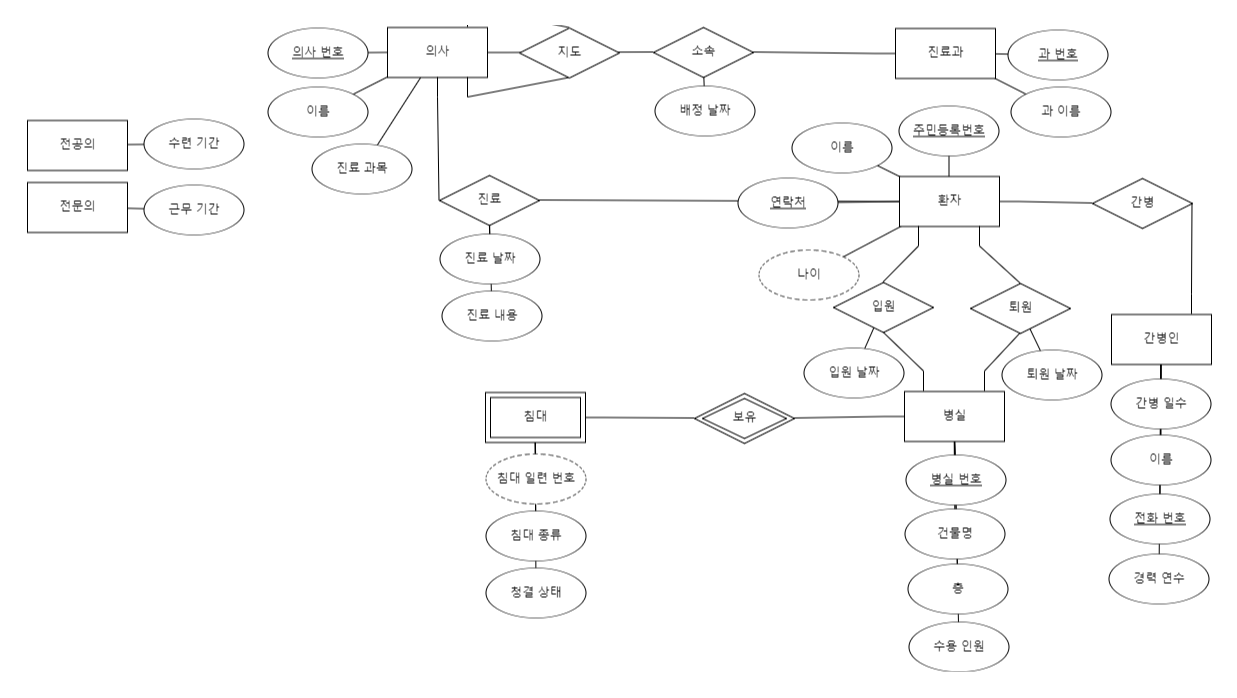 의사 번호
의사
지도
소속
진료과
과 번호
이름
배정 날짜
과 이름
전공의
수련 기간
진료 과목
이름
주민등록번호
전문의
근무 기간
진료
연락처
환자
간병
진료 날짜
나이
진료 내용
입원
퇴원
간병인
입원 날짜
퇴원 날짜
침대
보유
병실
간병 일수
이름
침대 일련 번호
병실 번호
전화 번호
침대 종류
건물명
경력 연수
청결 상태
층
수용 인원